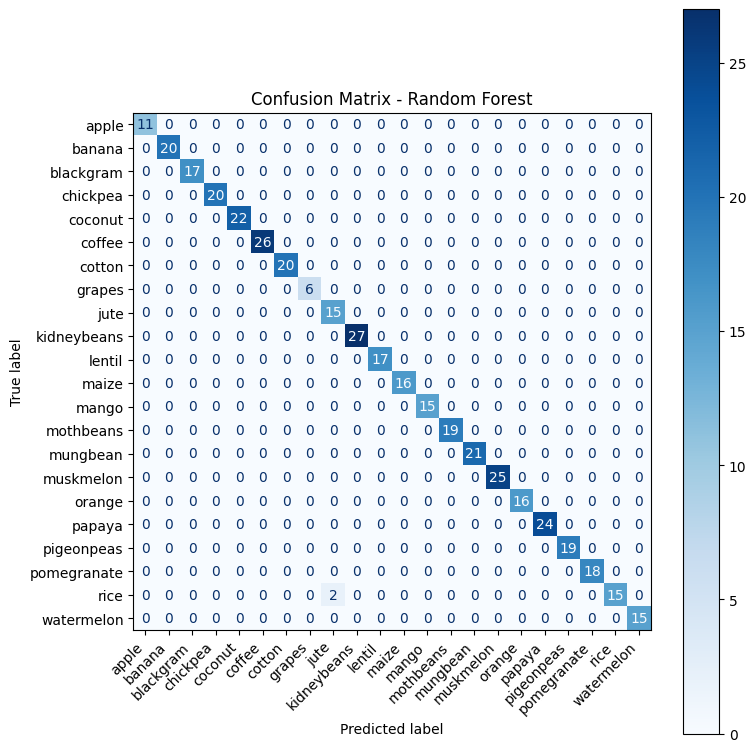 Confusion Matrix - Random Forest
True label
apple 11 0 0 0 0 0 0 0 0 0 0 0 0 0 0 0 0 0 0 0 0 0
banana 0 20 0 0 0 0 0 0 0 0 0 0 0 0 0 0 0 0 0 0 0 0
blackgram 0 0 17 0 0 0 0 0 0 0 0 0 0 0 0 0 0 0 0 0 0 0
chickpea 0 0 0 20 0 0 0 0 0 0 0 0 0 0 0 0 0 0 0 0 0 0
coconut 0 0 0 0 22 0 0 0 0 0 0 0 0 0 0 0 0 0 0 0 0 0
coffee 0 0 0 0 0 26 0 0 0 0 0 0 0 0 0 0 0 0 0 0 0 0
cotton 0 0 0 0 0 0 20 0 0 0 0 0 0 0 0 0 0 0 0 0 0 0
grapes 0 0 0 0 0 0 0 6 0 0 0 0 0 0 0 0 0 0 0 0 0 0
jute 0 0 0 0 0 0 0 0 15 0 0 0 0 0 0 0 0 0 0 0 0 0
kidneybeans 0 0 0 0 0 0 0 0 0 27 0 0 0 0 0 0 0 0 0 0 0 0
lentil 0 0 0 0 0 0 0 0 0 0 17 0 0 0 0 0 0 0 0 0 0 0
maize 0 0 0 0 0 0 0 0 0 0 0 16 0 0 0 0 0 0 0 0 0 0
mango 0 0 0 0 0 0 0 0 0 0 0 0 15 0 0 0 0 0 0 0 0 0
mothbeans 0 0 0 0 0 0 0 0 0 0 0 0 0 19 0 0 0 0 0 0 0 0
mungbean 0 0 0 0 0 0 0 0 0 0 0 0 0 0 21 0 0 0 0 0 0 0
muskmelon 0 0 0 0 0 0 0 0 0 0 0 0 0 0 0 25 0 0 0 0 0 0
orange 0 0 0 0 0 0 0 0 0 0 0 0 0 0 0 0 16 0 0 0 0 0
papaya 0 0 0 0 0 0 0 0 0 0 0 0 0 0 0 0 0 24 0 0 0 0
pigeonpeas 0 0 0 0 0 0 0 0 0 0 0 0 0 0 0 0 0 0 19 0 0 0
pomegranate 0 0 0 0 0 0 0 0 0 0 0 0 0 0 0 0 0 0 0 18 0 0
rice 0 0 0 0 0 0 0 0 2 0 0 0 0 0 0 0 0 0 0 0 15 0
watermelon 0 0 0 0 0 0 0 0 0 0 0 0 0 0 0 0 0 0 0 0 0 15
apple
banana
blackgram
chickpea
coconut
coffee
cotton
grapes
jute
kidneybeans
lentil
maize
mango
mothbeans
mungbean
muskmelon
orange
papaya
pigeonpeas
pomegranate
rice
watermelon
Predicted label
25
20
15
10
5
0